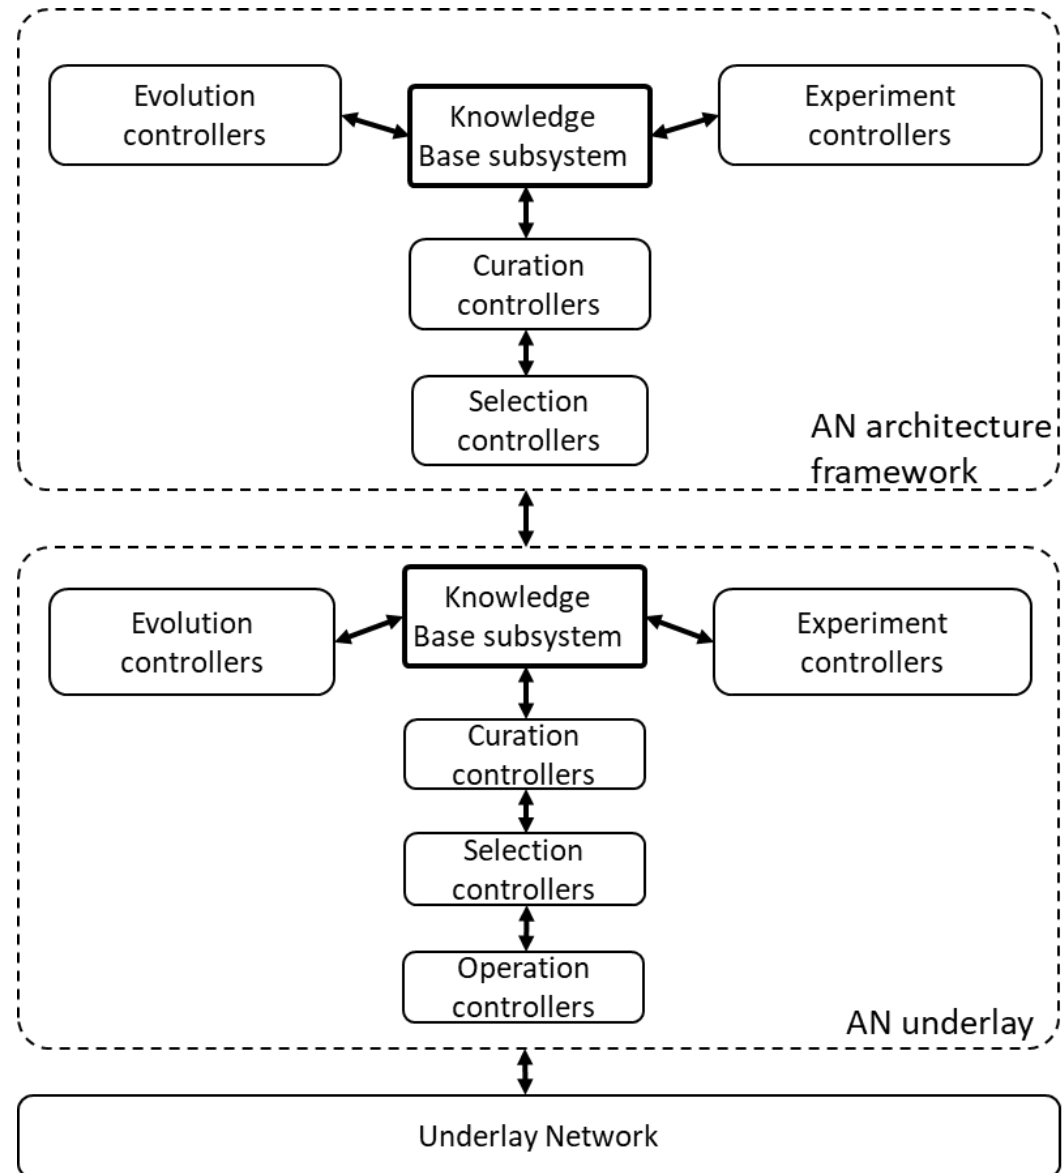 Evolution
controllers
Knowledge
Base subsystem
Experiment
controllers
Curation
controllers
Selection
controllers
AN architecture
framework
Evolution
controllers
Knowledge
Base subsystem
Experiment
controllers
Curation
controllers
Selection
controllers
Operation
controllers
AN underlay
Underlay Network